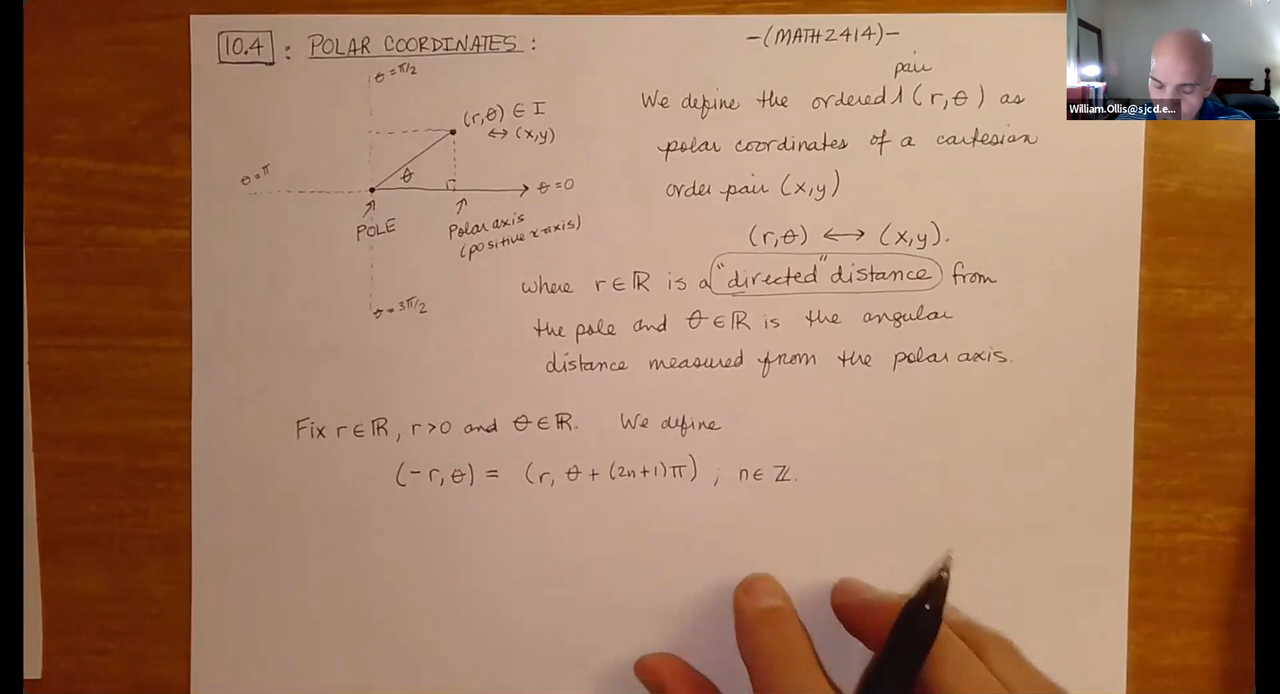 10.4 : POLAR COORDINATES :
-(MATH2414)-
θ=π/2
(r,θ) ∈ I
↔ (x,y)
θ=π
θ
θ=0
POLE
Polar axis
(positive x-axis)
θ=3π/2
pair
We define the ordered ⋏ (r,θ) as
polar coordinates of a cartesian
order pair (x,y)
(r,θ) ⟷ (x,y).
where r∈ℝ is a "directed" distance from
the pole and θ∈ℝ is the angular
distance measured from the polar axis.
Fix r∈ℝ, r>0 and θ∈ℝ. We define
(-r,θ) = (r, θ + (2n+1)π) ; n∈ℤ.
William.Ollis@sjcd.e...